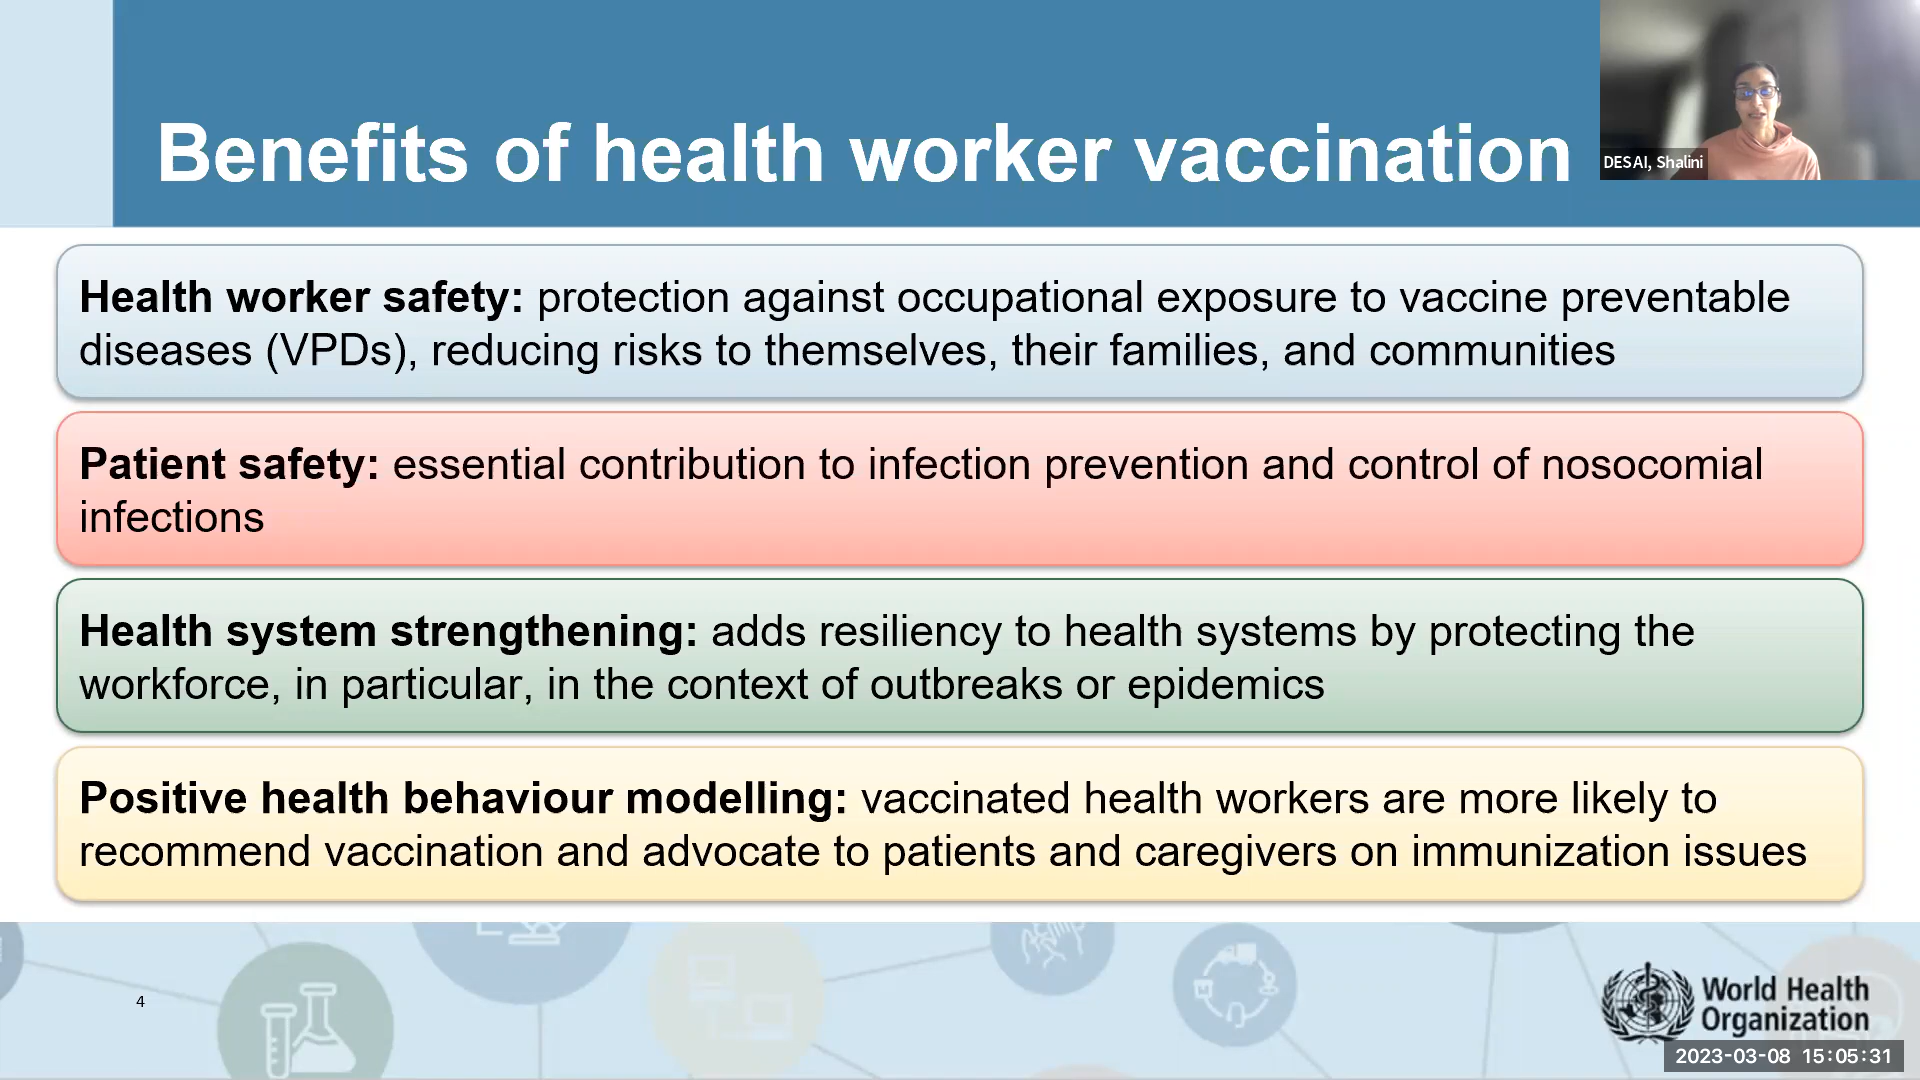 Benefits of health worker vaccination
DESAI, Shalini
Health worker safety: protection against occupational exposure to vaccine preventable
diseases (VPDs), reducing risks to themselves, their families, and communities
Patient safety: essential contribution to infection prevention and control of nosocomial
infections
Health system strengthening: adds resiliency to health systems by protecting the
workforce, in particular, in the context of outbreaks or epidemics
Positive health behaviour modelling: vaccinated health workers are more likely to
recommend vaccination and advocate to patients and caregivers on immunization issues
4
World Health
Organization
2023-03-08 15:05:31